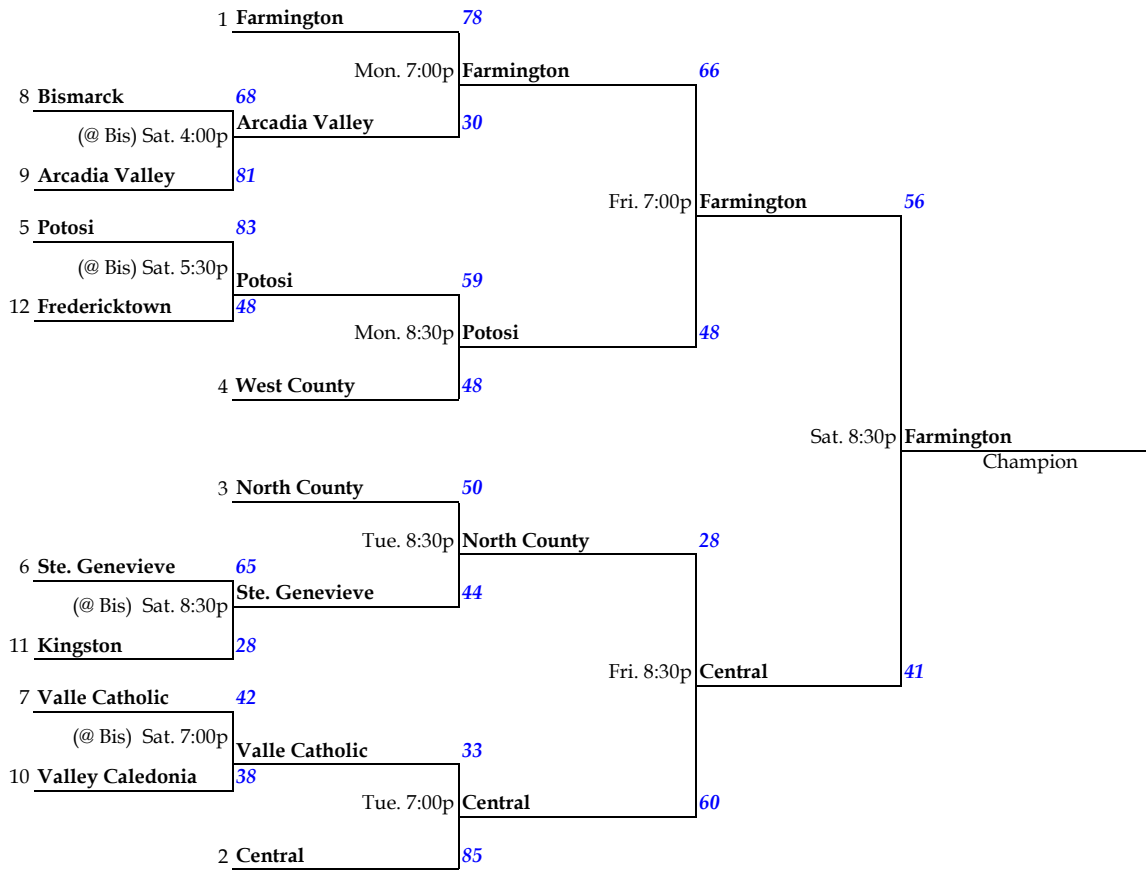 1 Farmington 78
Mon. 7:00p Farmington 66
8 Bismarck 68
(@ Bis) Sat. 4:00p Arcadia Valley 30
9 Arcadia Valley 81
Fri. 7:00p Farmington 56
5 Potosi 83
(@ Bis) Sat. 5:30p
Potosi 59
12 Fredericktown 48
Mon. 8:30p Potosi 48
4 West County 48
Sat. 8:30p Farmington
Champion
3 North County 50
Tue. 8:30p North County 28
6 Ste. Genevieve 65
(@ Bis) Sat. 8:30p Ste. Genevieve 44
11 Kingston 28
Fri. 8:30p Central 41
7 Valle Catholic 42
(@ Bis) Sat. 7:00p
Valle Catholic 33
10 Valley Caledonia 38
Tue. 7:00p Central 60
2 Central 85